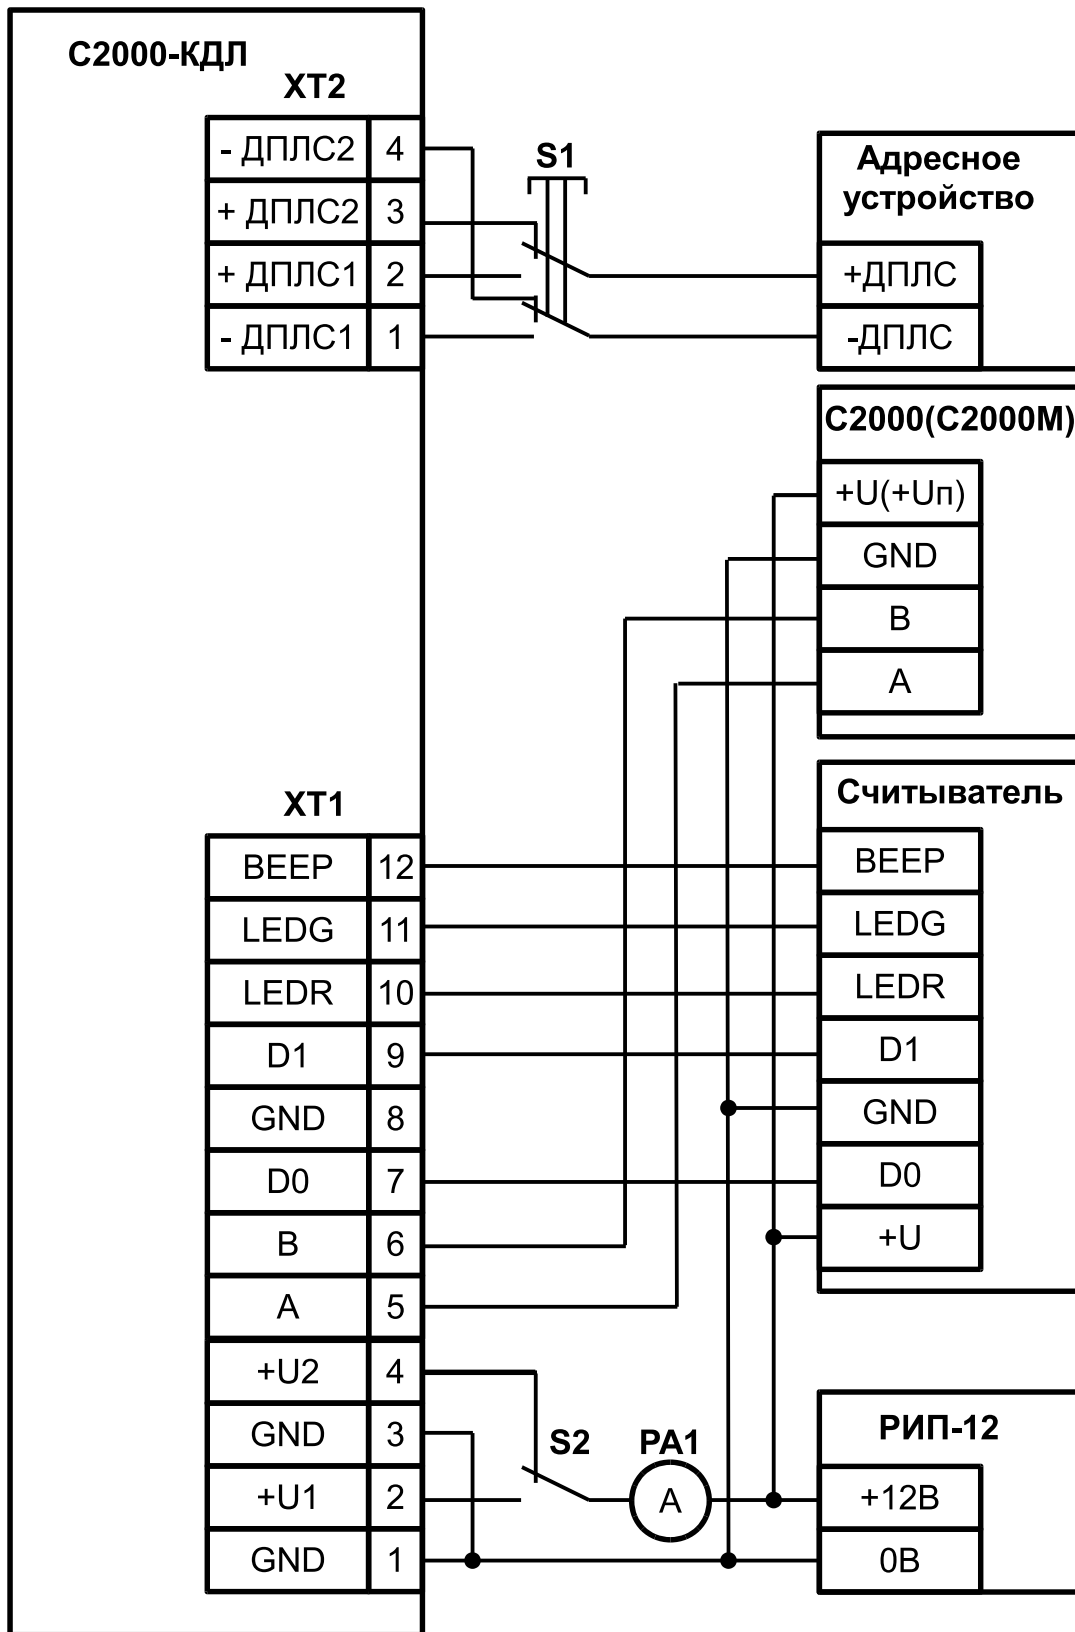 С2000-КДЛ
XT2
- ДПЛС2 4
+ ДПЛС2 3
+ ДПЛС1 2
- ДПЛС1 1
S1
Адресное
устройство
+ДПЛС
-ДПЛС
С2000(С2000М)
+U(+Uп)
GND
B
A
XT1
BEEP 12
LEDG 11
LEDR 10
D1 9
GND 8
D0 7
B 6
A 5
+U2 4
GND 3
+U1 2
GND 1
Считыватель
BEEP
LEDG
LEDR
D1
GND
D0
+U
S2
PA1
A
РИП-12
+12В
0В